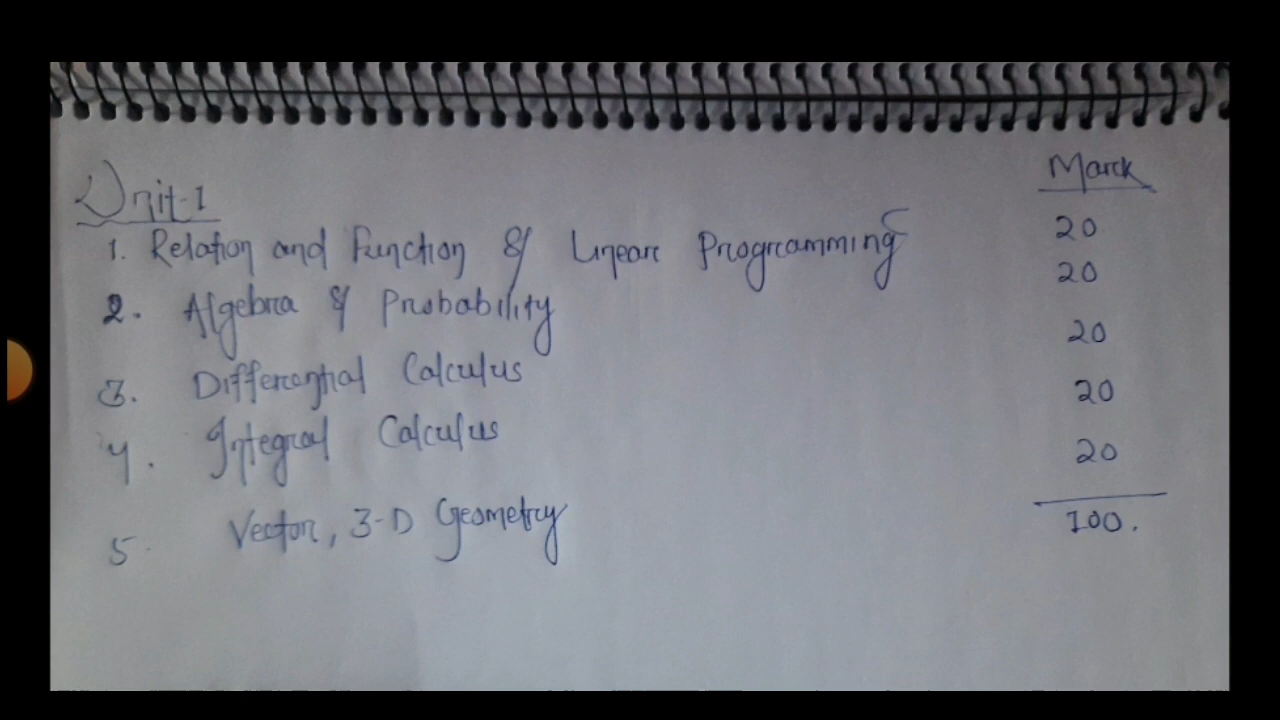 Unit-1 Mark
1. Relation and Function & Linear Programming 20
2. Algebra & Probability 20
3. Differential Calculus 20
4. Integral Calculus 20
5. Vector, 3-D Geometry 20
100.